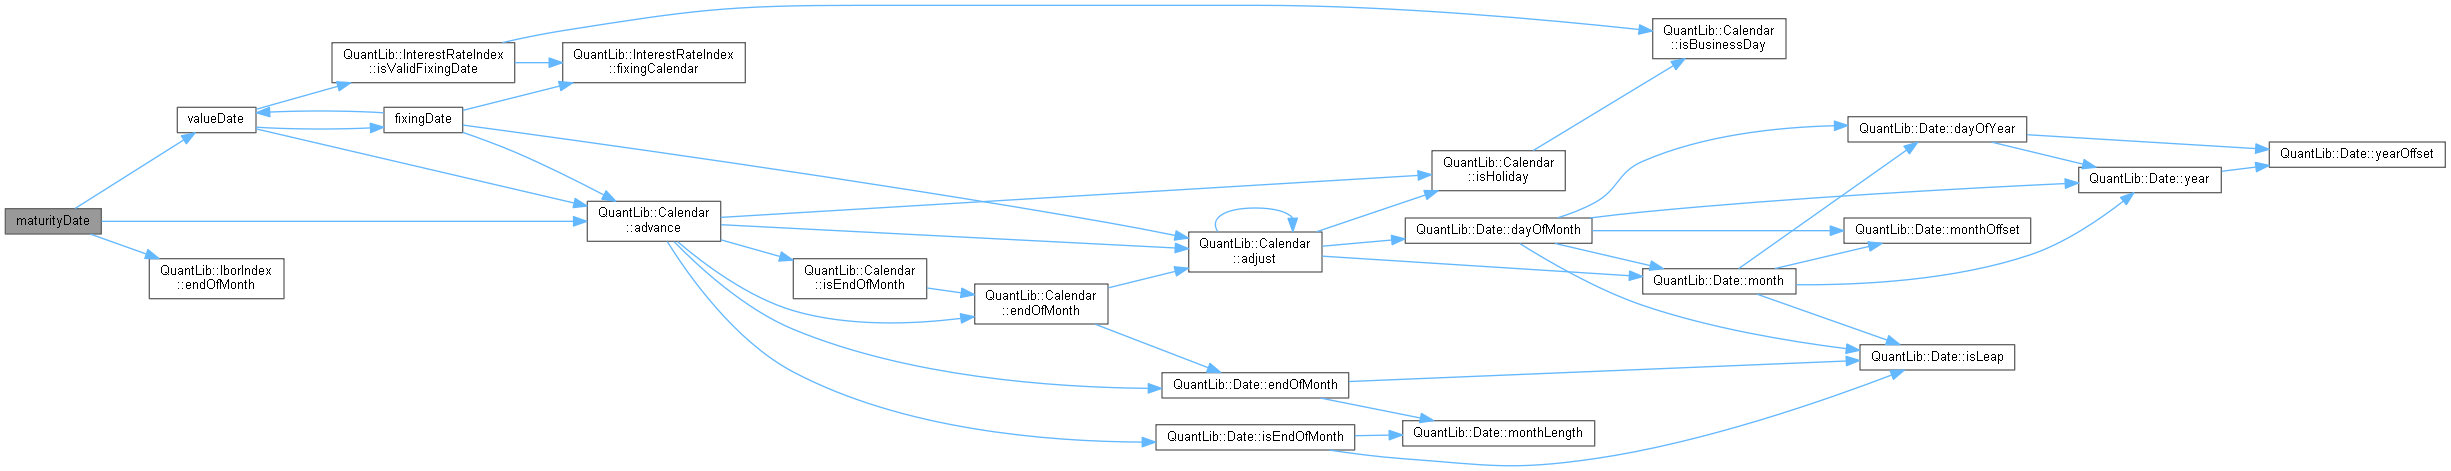 maturityDate
valueDate
QuantLib::IborIndex
::endOfMonth
QuantLib::InterestRateIndex
::isValidFixingDate
fixingDate
QuantLib::InterestRateIndex
::fixingCalendar
QuantLib::Calendar
::advance
QuantLib::Calendar
::isEndOfMonth
QuantLib::Calendar
::endOfMonth
QuantLib::Calendar
::adjust
QuantLib::Date::endOfMonth
QuantLib::Date::isEndOfMonth
QuantLib::Calendar
::isHoliday
QuantLib::Date::dayOfMonth
QuantLib::Date::monthLength
QuantLib::Calendar
::isBusinessDay
QuantLib::Date::month
QuantLib::Date::dayOfYear
QuantLib::Date::monthOffset
QuantLib::Date::isLeap
QuantLib::Date::year
QuantLib::Date::yearOffset